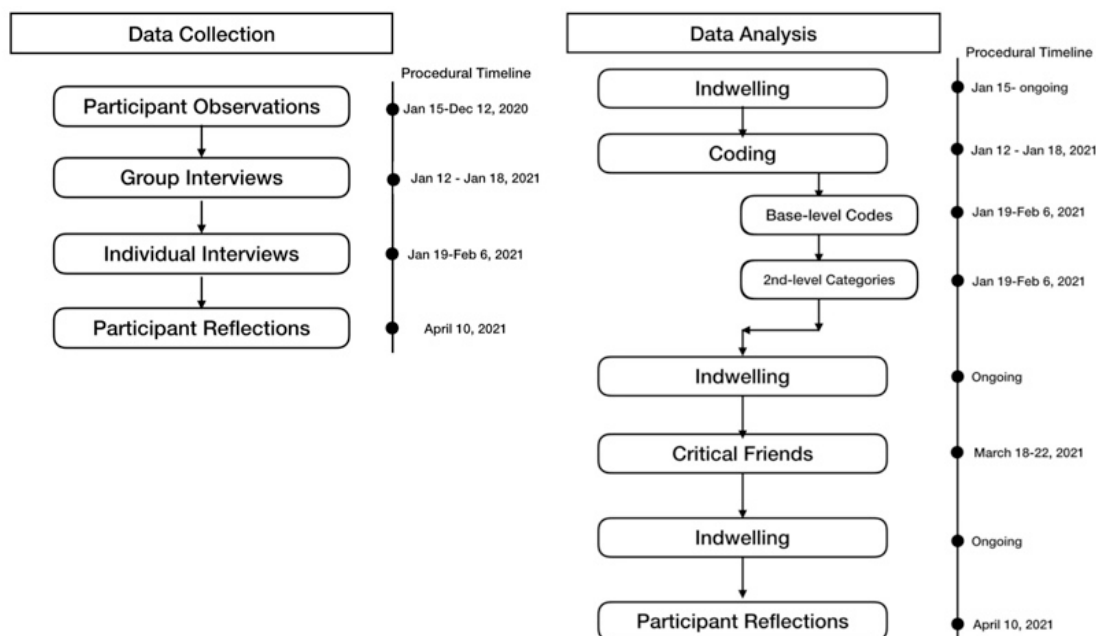 Data Collection
Procedural Timeline
Participant Observations
Jan 15-Dec 12, 2020
Group Interviews
Jan 12 - Jan 18, 2021
Individual Interviews
Jan 19-Feb 6, 2021
Participant Reflections
April 10, 2021
Data Analysis
Procedural Timeline
Indwelling
Jan 15- ongoing
Coding
Jan 12 - Jan 18, 2021
Base-level Codes
Jan 19-Feb 6, 2021
2nd-level Categories
Jan 19-Feb 6, 2021
Indwelling
Ongoing
Critical Friends
March 18-22, 2021
Indwelling
Ongoing
Participant Reflections
April 10, 2021